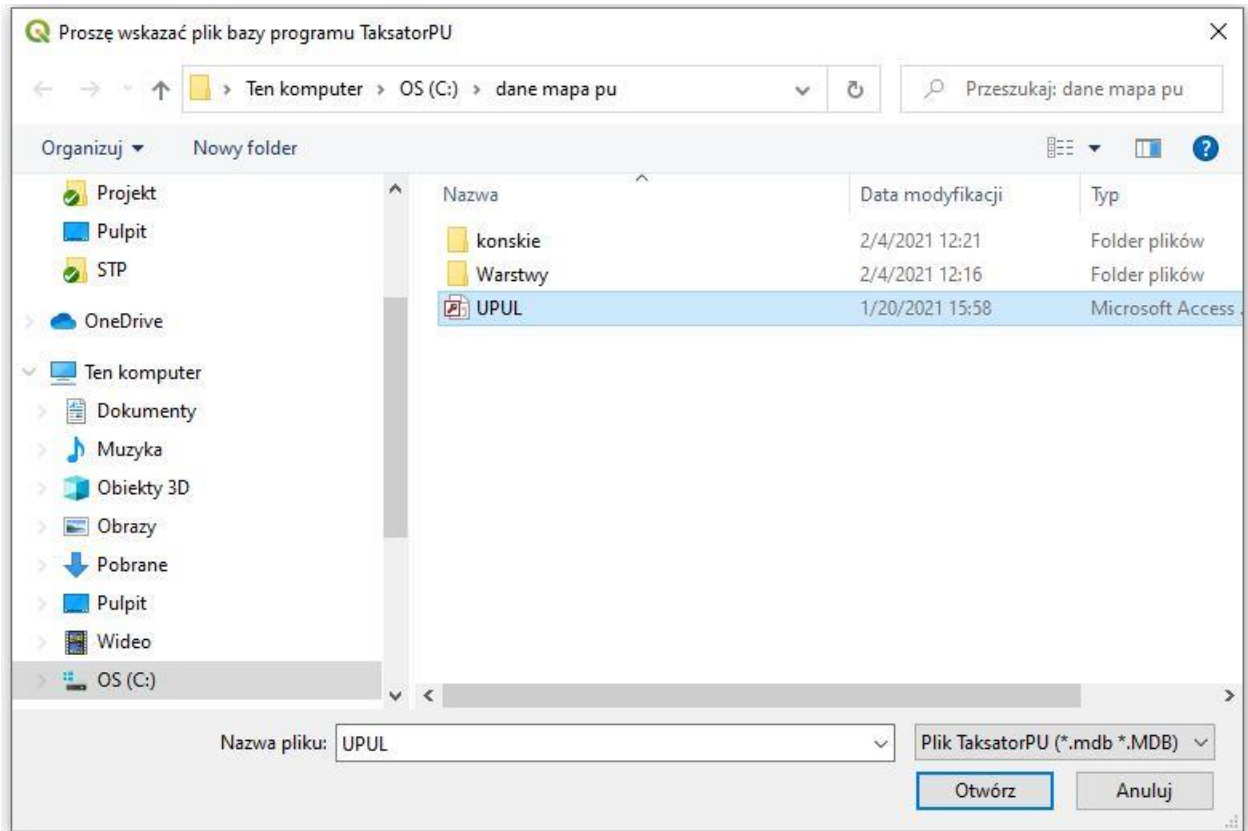 Proszę wskazać plik bazy programu TaksatorPU
Ten komputer > OS (C:) > dane mapa pu
Przeszukaj: dane mapa pu
Organizuj
Nowy folder
?
Projekt
Pulpit
STP
OneDrive
Ten komputer
Dokumenty
Muzyka
Obiekty 3D
Obrazy
Pobrane
Pulpit
Wideo
OS (C:)
Nazwa Data modyfikacji Typ
konskie 2/4/2021 12:21 Folder plików
Warstwy 2/4/2021 12:16 Folder plików
UPUL 1/20/2021 15:58 Microsoft Access .
Nazwa pliku: UPUL
Plik TaksatorPU (*.mdb *.MDB)
Otwórz Anuluj